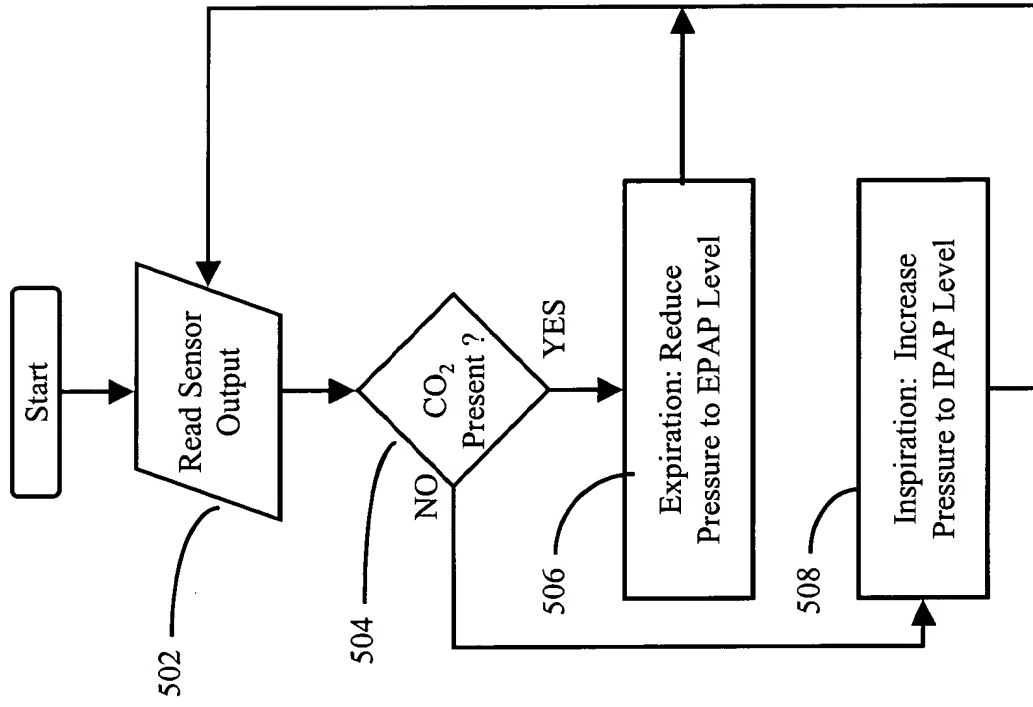 Start
Read Sensor
Output
502
CO₂
Present ?
504
NO
YES
Expiration: Reduce
Pressure to EPAP Level
506
Inspiration: Increase
Pressure to IPAP Level
508